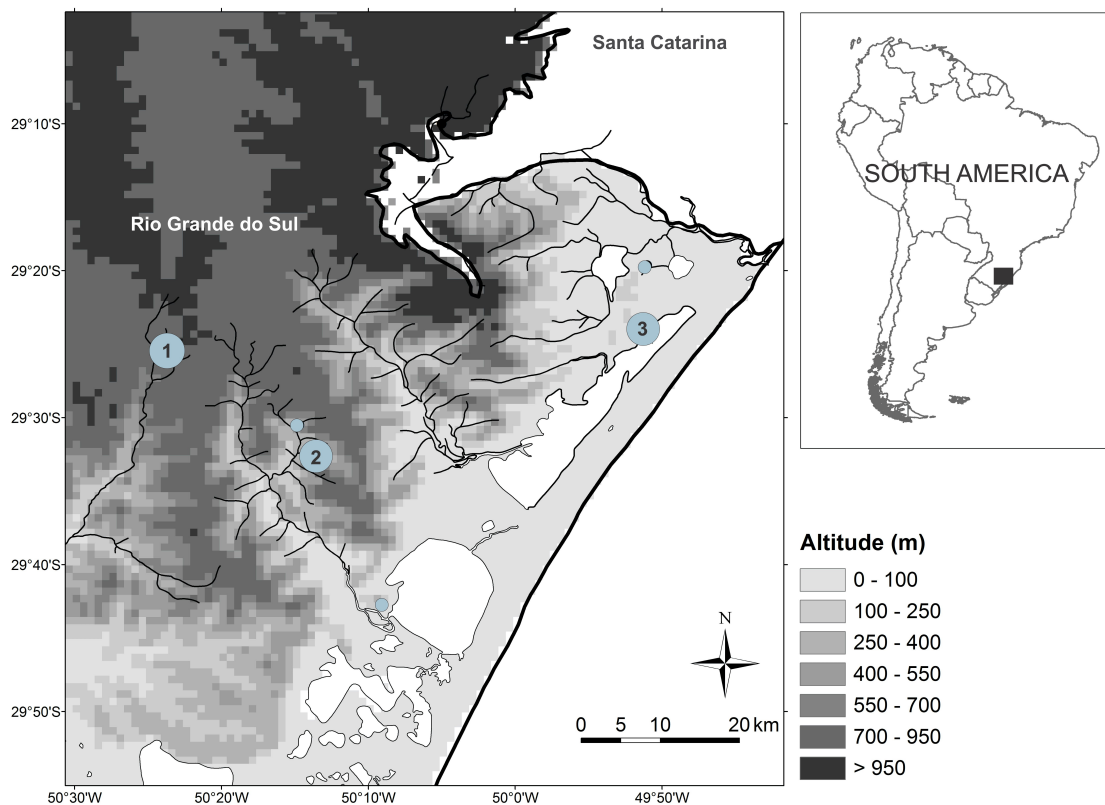 Santa Catarina
29°10'S
SOUTH AMERICA
Rio Grande do Sul
29°20'S
3
1
29°30'S
2
Altitude (m)
29°40'S
0 - 100
100 - 250
N
250 - 400
400 - 550
29°50'S
550 - 700
0 5 10 20 km
700 - 950
> 950
50°30'W 50°20'W 50°10'W 50°0'W 49°50'W